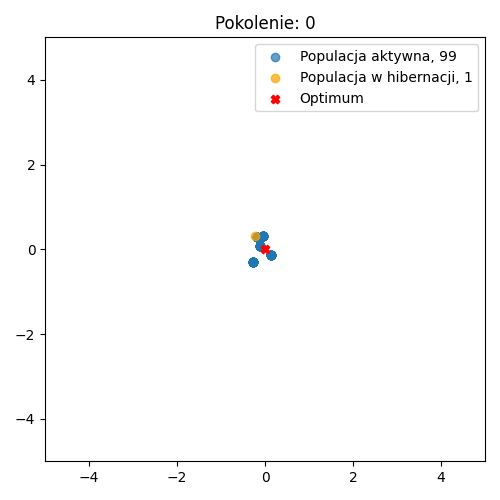 Pokolenie: 0
Populacja aktywna, 99
Populacja w hibernacji, 1
Optimum
4
2
0
−2
−4
−4
−2
0
2
4